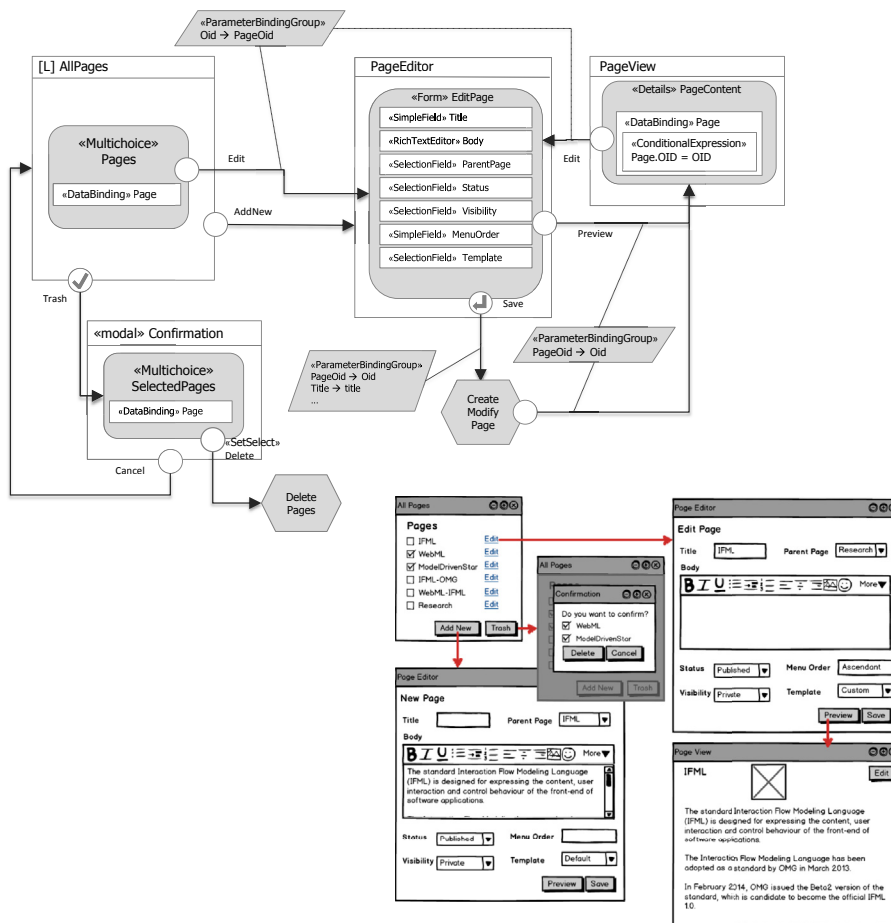 «ParameterBindingGroup»
Oid → PageOid
[L] AllPages
«Multichoice»
Pages
«DataBinding» Page
Edit
AddNew
Trash
PageEditor
«Form» EditPage
«SimpleField» Title
«RichTextEditor» Body
«SelectionField» ParentPage
«SelectionField» Status
«SelectionField» Visibility
«SimpleField» MenuOrder
«SelectionField» Template
Preview
Save
PageView
«Details» PageContent
«DataBinding» Page
«ConditionalExpression»
Page.OID = OID
Edit
«modal» Confirmation
«Multichoice»
SelectedPages
«DataBinding» Page
«SetSelect»
Delete
Cancel
Delete
Pages
«ParameterBindingGroup»
PageOid → Oid
Title → title
...
«ParameterBindingGroup»
PageOid → Oid
Create
Modify
Page
All Pages
Pages
IFML Edit
WebML Edit
ModelDrivenStar Edit
IFML-OMG Edit
WebML-IFML Edit
Research Edit
Add New Trash
All Pages
Confirmation
Do you want to confirm?
WebML
ModelDrivenStar
Delete Cancel
Add New Trash
Page Editor
New Page
Title Parent Page IFML
Body
B I U More
The standard Interaction Flow Modeling Language
(IFML) is designed for expressing the content, user
interaction and control behaviour of the front-end of
software applications.
Status Published Menu Order
Visibility Private Template Default
Preview Save
Page Editor
Edit Page
Title IFML Parent Page Research
Body
B I U More
Status Published Menu Order Ascendant
Visibility Private Template Custom
Preview Save
Page View
IFML Edit
The standard Interaction Flow Modeling Language
(IFML) is designed for expressing the content, user
interaction and control behaviour of the front-end of
software applications.
The Interaction Flow Modeling Language has been
adopted as a standard by OMG in March 2013.
In February 2014, OMG issued the Beta2 version of the
standard, which is candidate to become the official IFML
1.0.